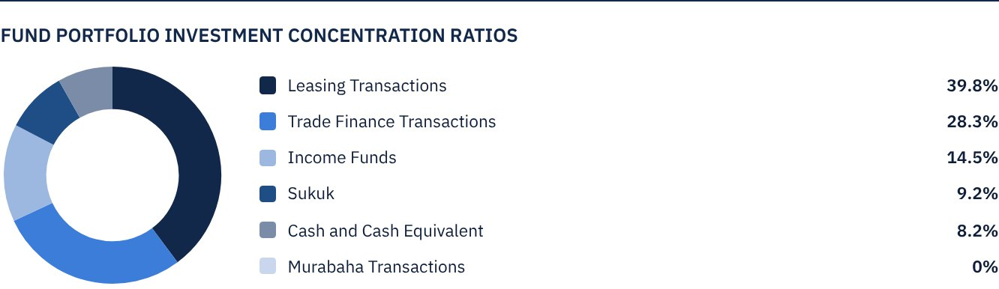 FUND PORTFOLIO INVESTMENT CONCENTRATION RATIOS
Leasing Transactions 39.8%
Trade Finance Transactions 28.3%
Income Funds 14.5%
Sukuk 9.2%
Cash and Cash Equivalent 8.2%
Murabaha Transactions 0%